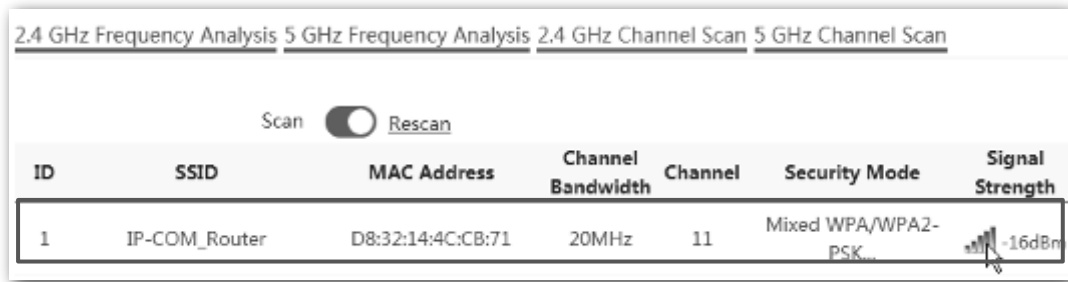 2.4 GHz Frequency Analysis 5 GHz Frequency Analysis 2.4 GHz Channel Scan 5 GHz Channel Scan
Scan Rescan
ID SSID MAC Address Channel Bandwidth Channel Security Mode Signal Strength
1 IP-COM_Router D8:32:14:4C:CB:71 20MHz 11 Mixed WPA/WPA2-PSK... -16dBm